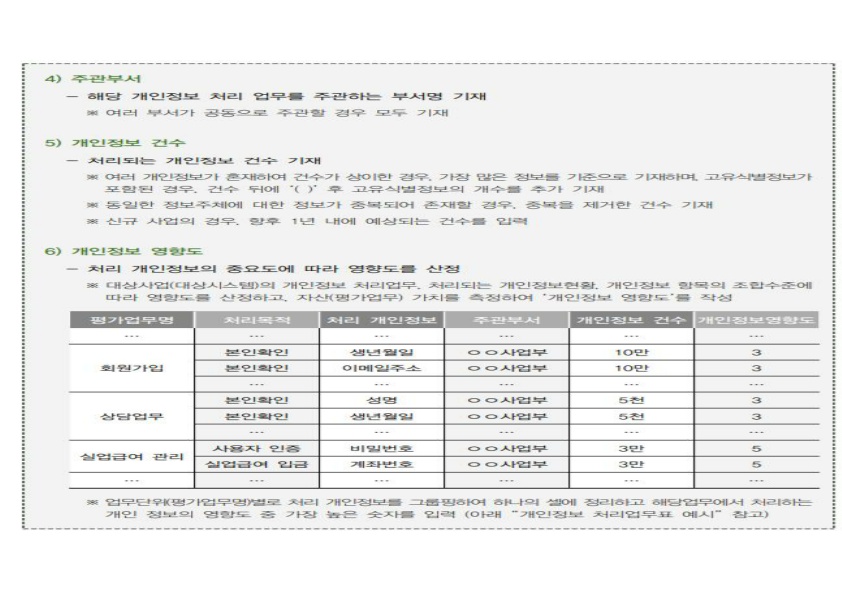 4) 주관부서
- 해당 개인정보 처리 업무를 주관하는 부서명 기재
※ 여러 부서가 공동으로 주관할 경우 모두 기재
5) 개인정보 건수
- 처리되는 개인정보 건수 기재
※ 여러 개인정보가 혼재하여 건수가 상이한 경우, 가장 많은 정보를 기준으로 기재하며, 고유식별정보가
포함된 경우, 건수 뒤에 '( )' 후 고유식별정보의 개수를 추가 기재
※ 동일한 정보주체에 대한 정보가 중복되어 존재할 경우, 중복을 제거한 건수 기재
※ 신규 사업의 경우, 향후 1년 내에 예상되는 건수를 입력
6) 개인정보 영향도
- 처리 개인정보의 중요도에 따라 영향도를 산정
※ 대상사업(대상시스템)의 개인정보 처리업무, 처리되는 개인정보현황, 개인정보 항목의 조합수준에
따라 영향도를 산정하고, 자산(평가업무) 가치를 측정하여 '개인정보 영향도'를 작성
평가업무명 처리목적 처리 개인정보 주관부서 개인정보 건수 개인정보영향도
--- --- --- --- --- ---
회원가입 본인확인 생년월일 ㅇㅇ사업부 10만 3
본인확인 이메일주소 ㅇㅇ사업부 10만 3
--- --- --- --- ---
상담업무 본인확인 성명 ㅇㅇ사업부 5천 3
본인확인 생년월일 ㅇㅇ사업부 5천 3
--- --- --- --- ---
실업급여 관리 사용자 인증 비밀번호 ㅇㅇ사업부 3만 5
실업급여 입금 계좌번호 ㅇㅇ사업부 3만 5
--- --- --- --- --- ---
※ 업무단위(평가업무명)별로 처리 개인정보를 그룹핑하여 하나의 셀에 정리하고 해당업무에서 처리하는
개인 정보의 영향도 중 가장 높은 숫자를 입력 (아래 "개인정보 처리업무표 예시" 참고)